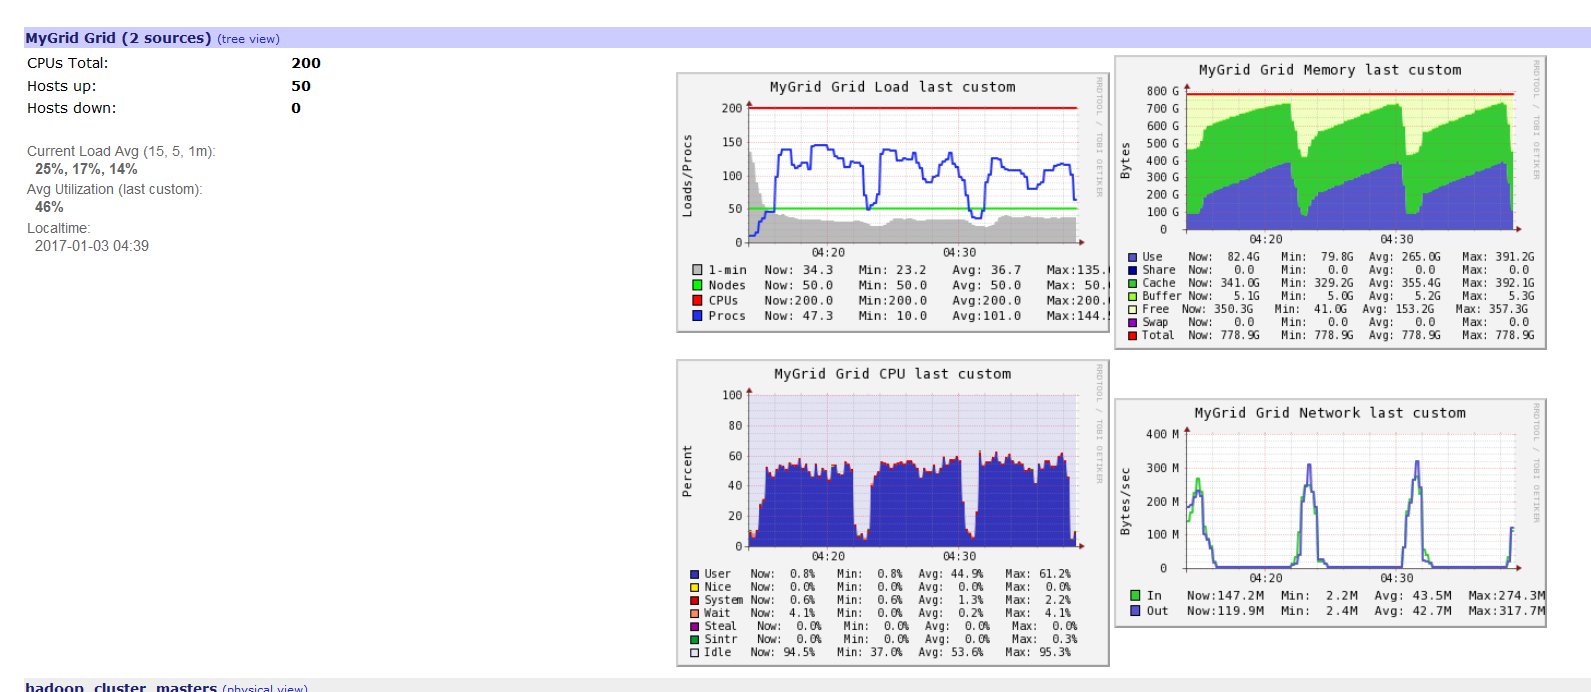 MyGrid Grid (2 sources) (tree view)
CPUs Total: 200
Hosts up: 50
Hosts down: 0
Current Load Avg (15, 5, 1m):
25%, 17%, 14%
Avg Utilization (last custom):
46%
Localtime:
2017-01-03 04:39
MyGrid Grid Load last custom
RRDTOOL / TOBI OETIKER
Loads/Procs
200
150
100
50
0
04:20 04:30
1-min Now: 34.3 Min: 23.2 Avg: 36.7 Max:135.
Nodes Now: 50.0 Min: 50.0 Avg: 50.0 Max: 50.
CPUs Now:200.0 Min:200.0 Avg:200.0 Max:200.
Procs Now: 47.3 Min: 10.0 Avg:101.0 Max:144.
MyGrid Grid Memory last custom
RRDTOOL / TOBI OETIKER
Bytes
800 G
700 G
600 G
500 G
400 G
300 G
200 G
100 G
0
04:20 04:30
Use Now: 82.4G Min: 79.8G Avg: 265.0G Max: 391.2G
Share Now: 0.0 Min: 0.0 Avg: 0.0 Max: 0.0
Cache Now: 341.0G Min: 329.2G Avg: 355.4G Max: 392.1G
Buffer Now: 5.1G Min: 5.0G Avg: 5.2G Max: 5.3G
Free Now: 350.3G Min: 41.0G Avg: 153.2G Max: 357.3G
Swap Now: 0.0 Min: 0.0 Avg: 0.0 Max: 0.0
Total Now: 778.9G Min: 778.9G Avg: 778.9G Max: 778.9G
MyGrid Grid CPU last custom
RRDTOOL / TOBI OETIKER
Percent
100
80
60
40
20
0
04:20 04:30
User Now: 0.8% Min: 0.8% Avg: 44.9% Max: 61.2%
Nice Now: 0.0% Min: 0.0% Avg: 0.0% Max: 0.0%
System Now: 0.6% Min: 0.6% Avg: 1.3% Max: 2.2%
Wait Now: 4.1% Min: 0.0% Avg: 0.2% Max: 4.1%
Steal Now: 0.0% Min: 0.0% Avg: 0.0% Max: 0.0%
Sintr Now: 0.0% Min: 0.0% Avg: 0.0% Max: 0.3%
Idle Now: 94.5% Min: 37.0% Avg: 53.6% Max: 95.3%
MyGrid Grid Network last custom
RRDTOOL / TOBI OETIKER
Bytes/sec
400 M
300 M
200 M
100 M
0
04:20 04:30
In Now:147.2M Min: 2.2M Avg: 43.5M Max:274.3M
Out Now:119.9M Min: 2.4M Avg: 42.7M Max:317.7M
hadoop cluster masters (physical view)